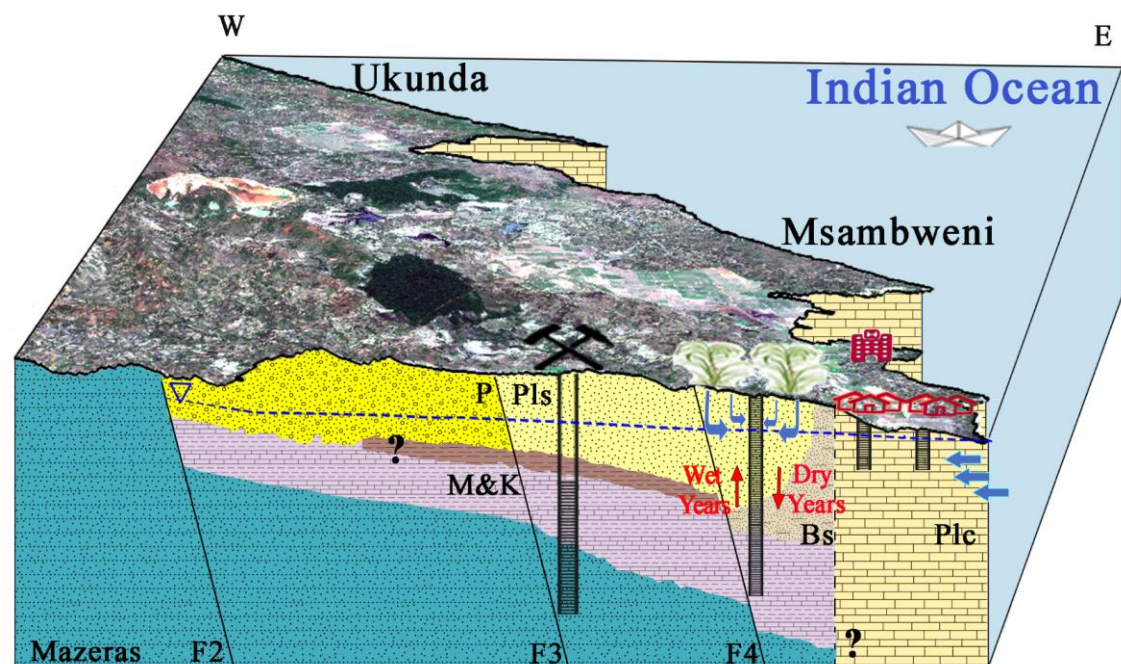 W
E
Ukunda
Indian Ocean
Msambweni
P
Pls
?
M&K
Wet
Years
Dry
Years
Bs
Plc
?
Mazeras
F2
F3
F4